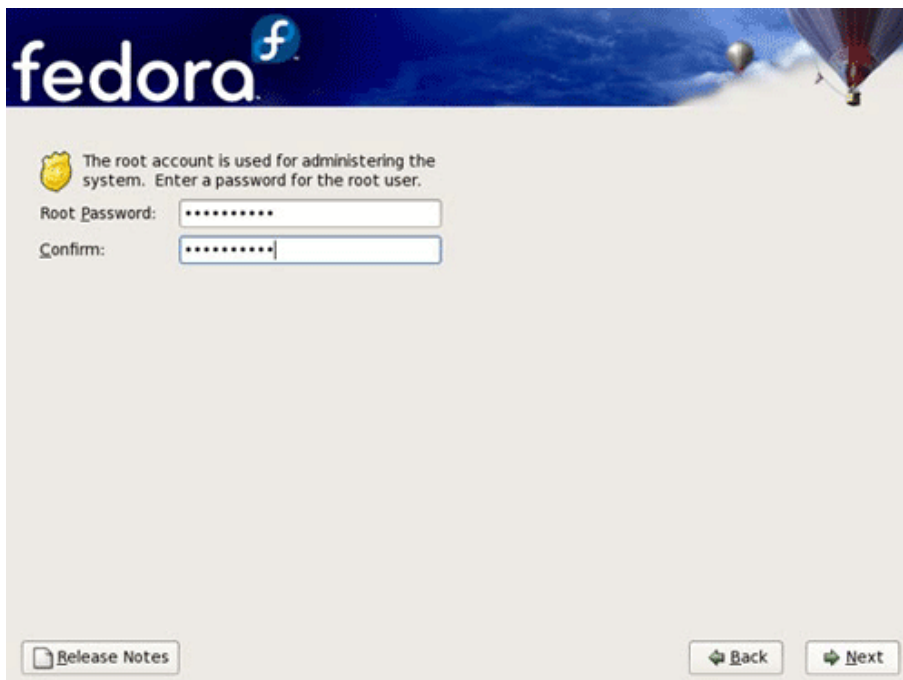 fedora
The root account is used for administering the
system. Enter a password for the root user.
Root Password: ••••••••••
Confirm: ••••••••••
Release Notes
Back
Next